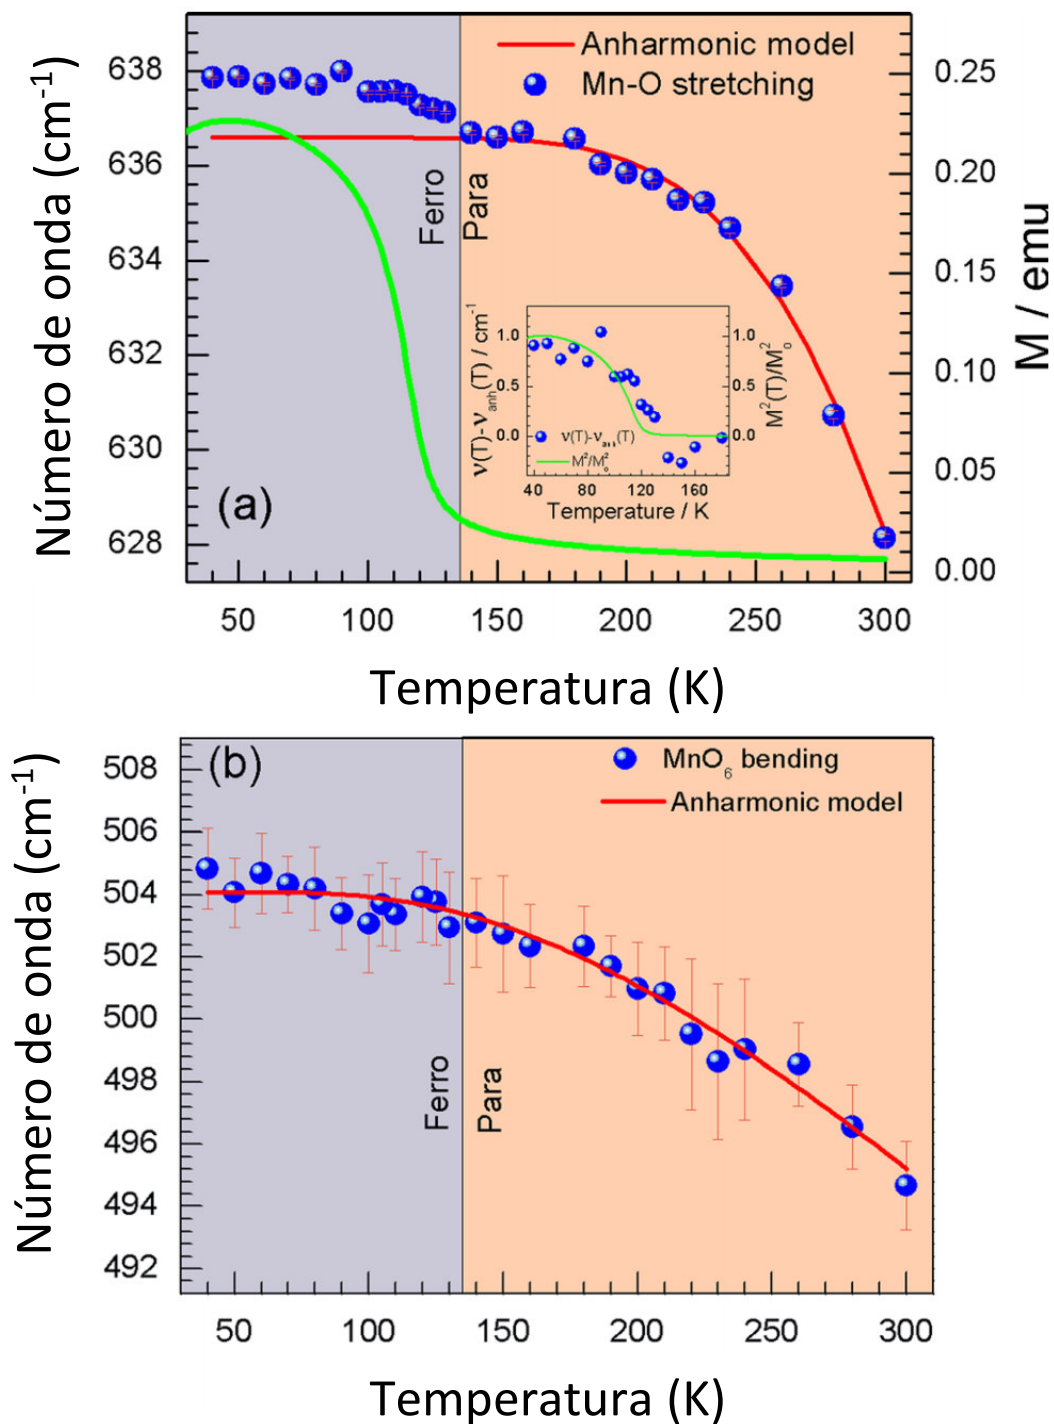 Anharmonic model
Mn-O stretching
Número de onda (cm-1)
638
636
634
632
630
628
0.25
0.20
0.15
0.10
0.05
0.00
M / emu
Ferro
Para
(a)
ν(T)-ν anh(T) / cm-1
1.0
0.5
0.0
1.0
0.5
0.0
M2(T)/M2o
ν(T)-νanh(T)
M2/M2o
40 80 120 160
Temperature / K
50 100 150 200 250 300
Temperatura (K)
(b)
MnO6 bending
Anharmonic model
Número de onda (cm-1)
508
506
504
502
500
498
496
494
492
Ferro
Para
50 100 150 200 250 300
Temperatura (K)